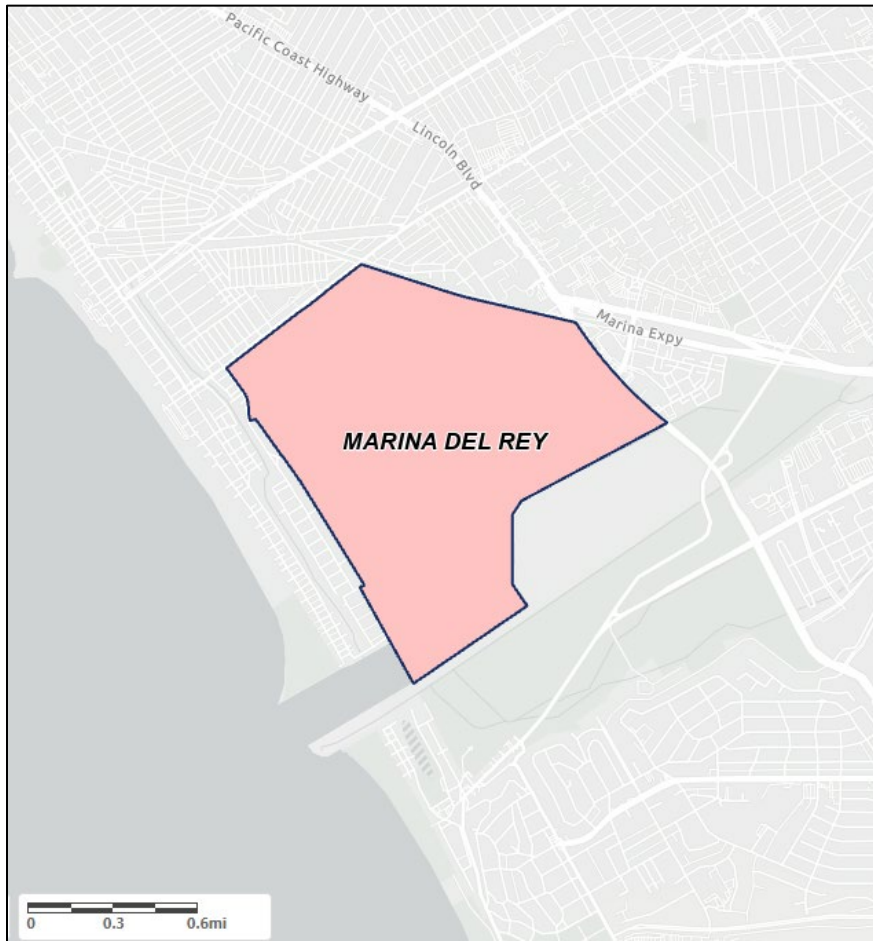 Pacific Coast Highway
Lincoln Blvd
Marina Expy
MARINA DEL REY
0 0.3 0.6mi